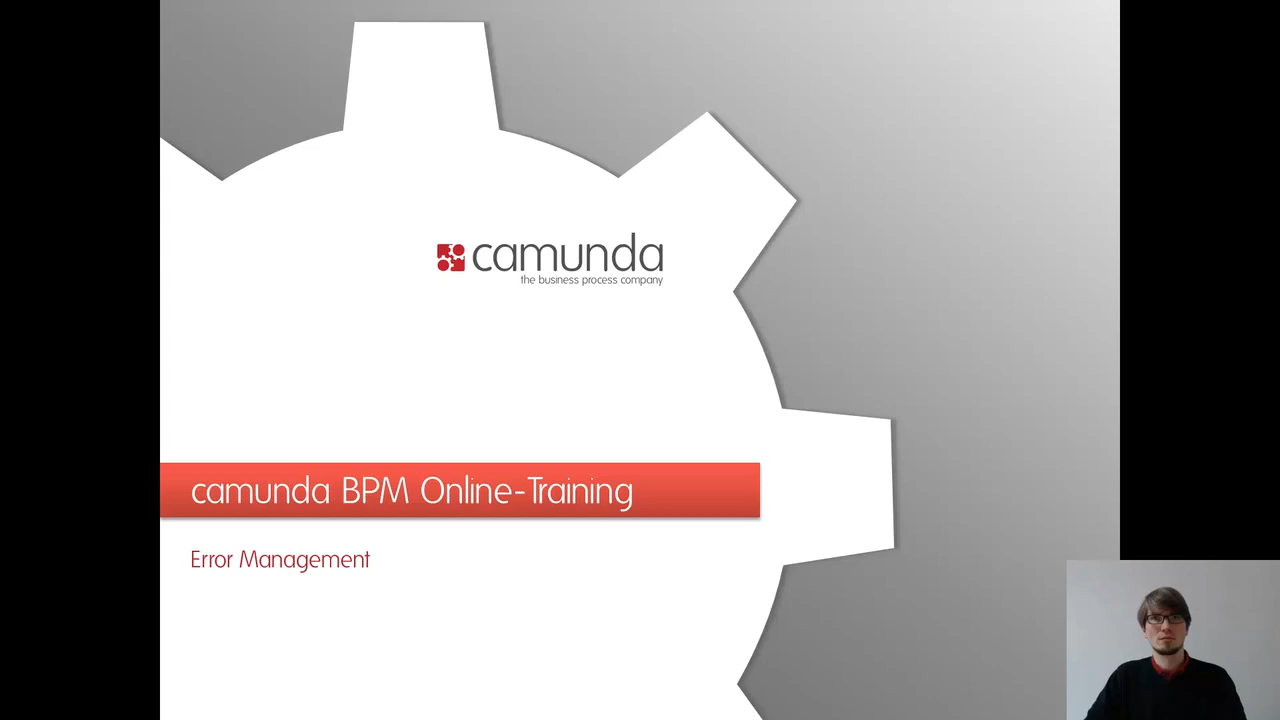 camunda
the business process company
camunda BPM Online-Training
Error Management